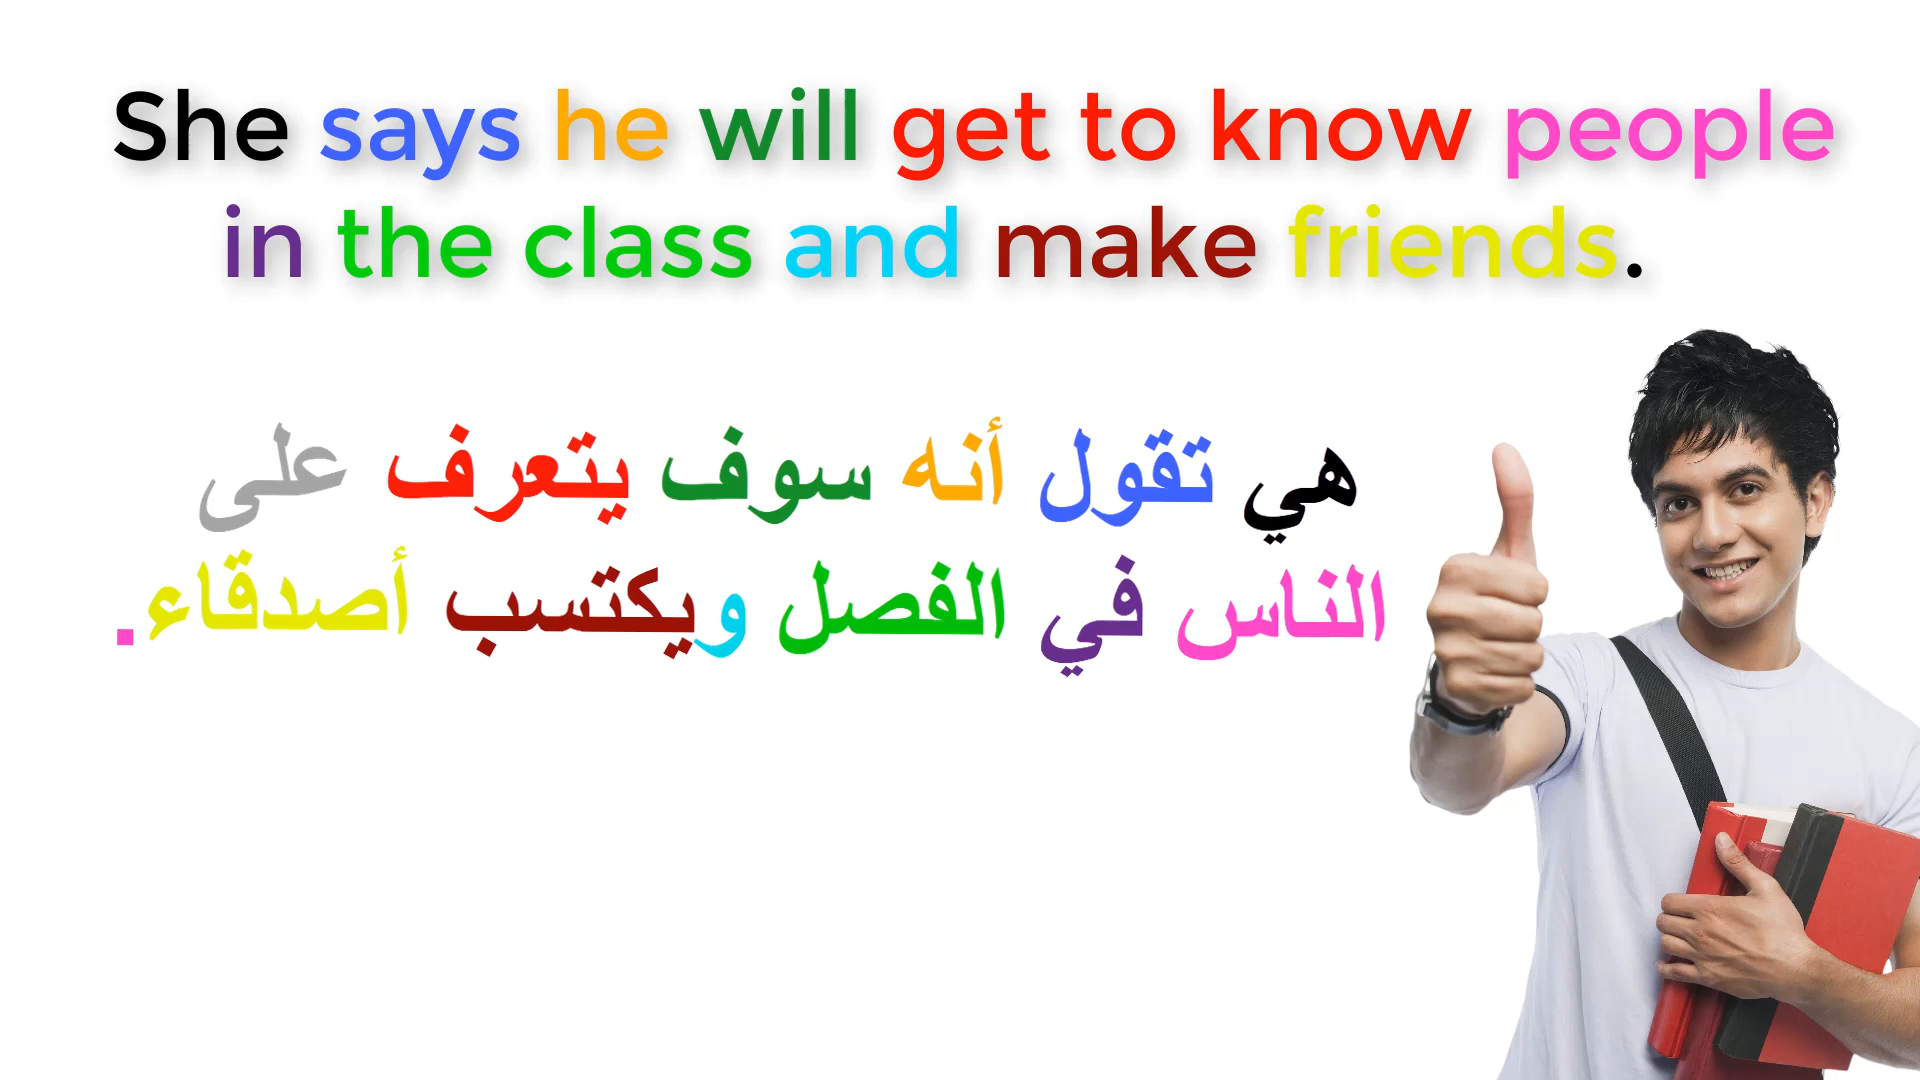 She says he will get to know people
in the class and make friends.
هي تقول أنه سوف يتعرف على
الناس في الفصل ويكتسب أصدقاء.